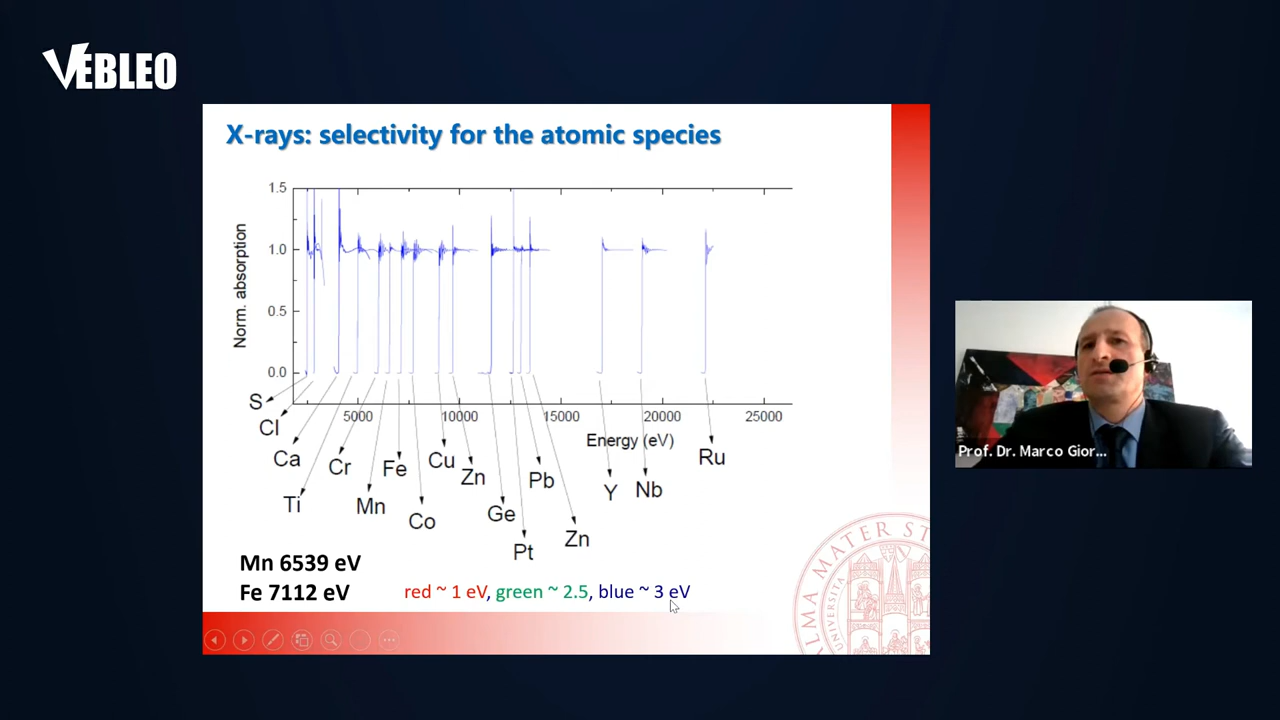 VEBLEO
X-rays: selectivity for the atomic species
1.5
1.0
0.5
0.0
Norm. absorption
5000 10000 15000 20000 25000
Energy (eV)
S
Cl
Ca
Ti
Cr
Mn
Fe
Co
Cu
Zn
Ge
Pt
Pb
Zn
Y
Nb
Ru
Mn 6539 eV
Fe 7112 eV
red ~ 1 eV, green ~ 2.5, blue ~ 3 eV
ALMA MATER ST
Prof. Dr. Marco Gior...